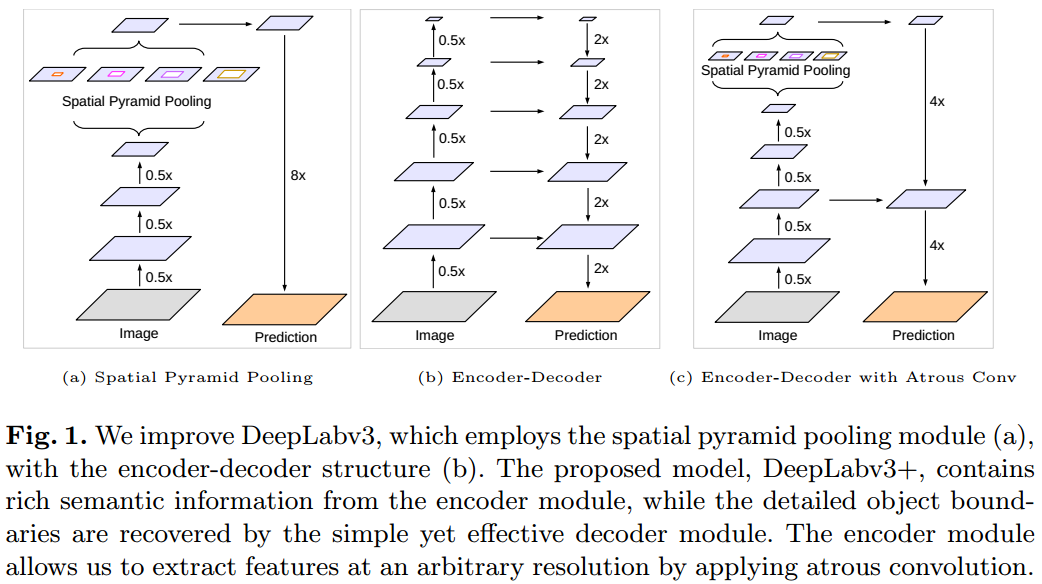 Spatial Pyramid Pooling
0.5x
0.5x
0.5x
8x
Image
Prediction
0.5x
2x
0.5x
2x
0.5x
2x
0.5x
2x
0.5x
2x
Image
Prediction
Spatial Pyramid Pooling
4x
0.5x
0.5x
0.5x
4x
0.5x
Image
Prediction
(a) Spatial Pyramid Pooling
(b) Encoder-Decoder
(c) Encoder-Decoder with Atrous Conv
Fig. 1. We improve DeepLabv3, which employs the spatial pyramid pooling module (a),
with the encoder-decoder structure (b). The proposed model, DeepLabv3+, contains
rich semantic information from the encoder module, while the detailed object bound-
aries are recovered by the simple yet effective decoder module. The encoder module
allows us to extract features at an arbitrary resolution by applying atrous convolution.